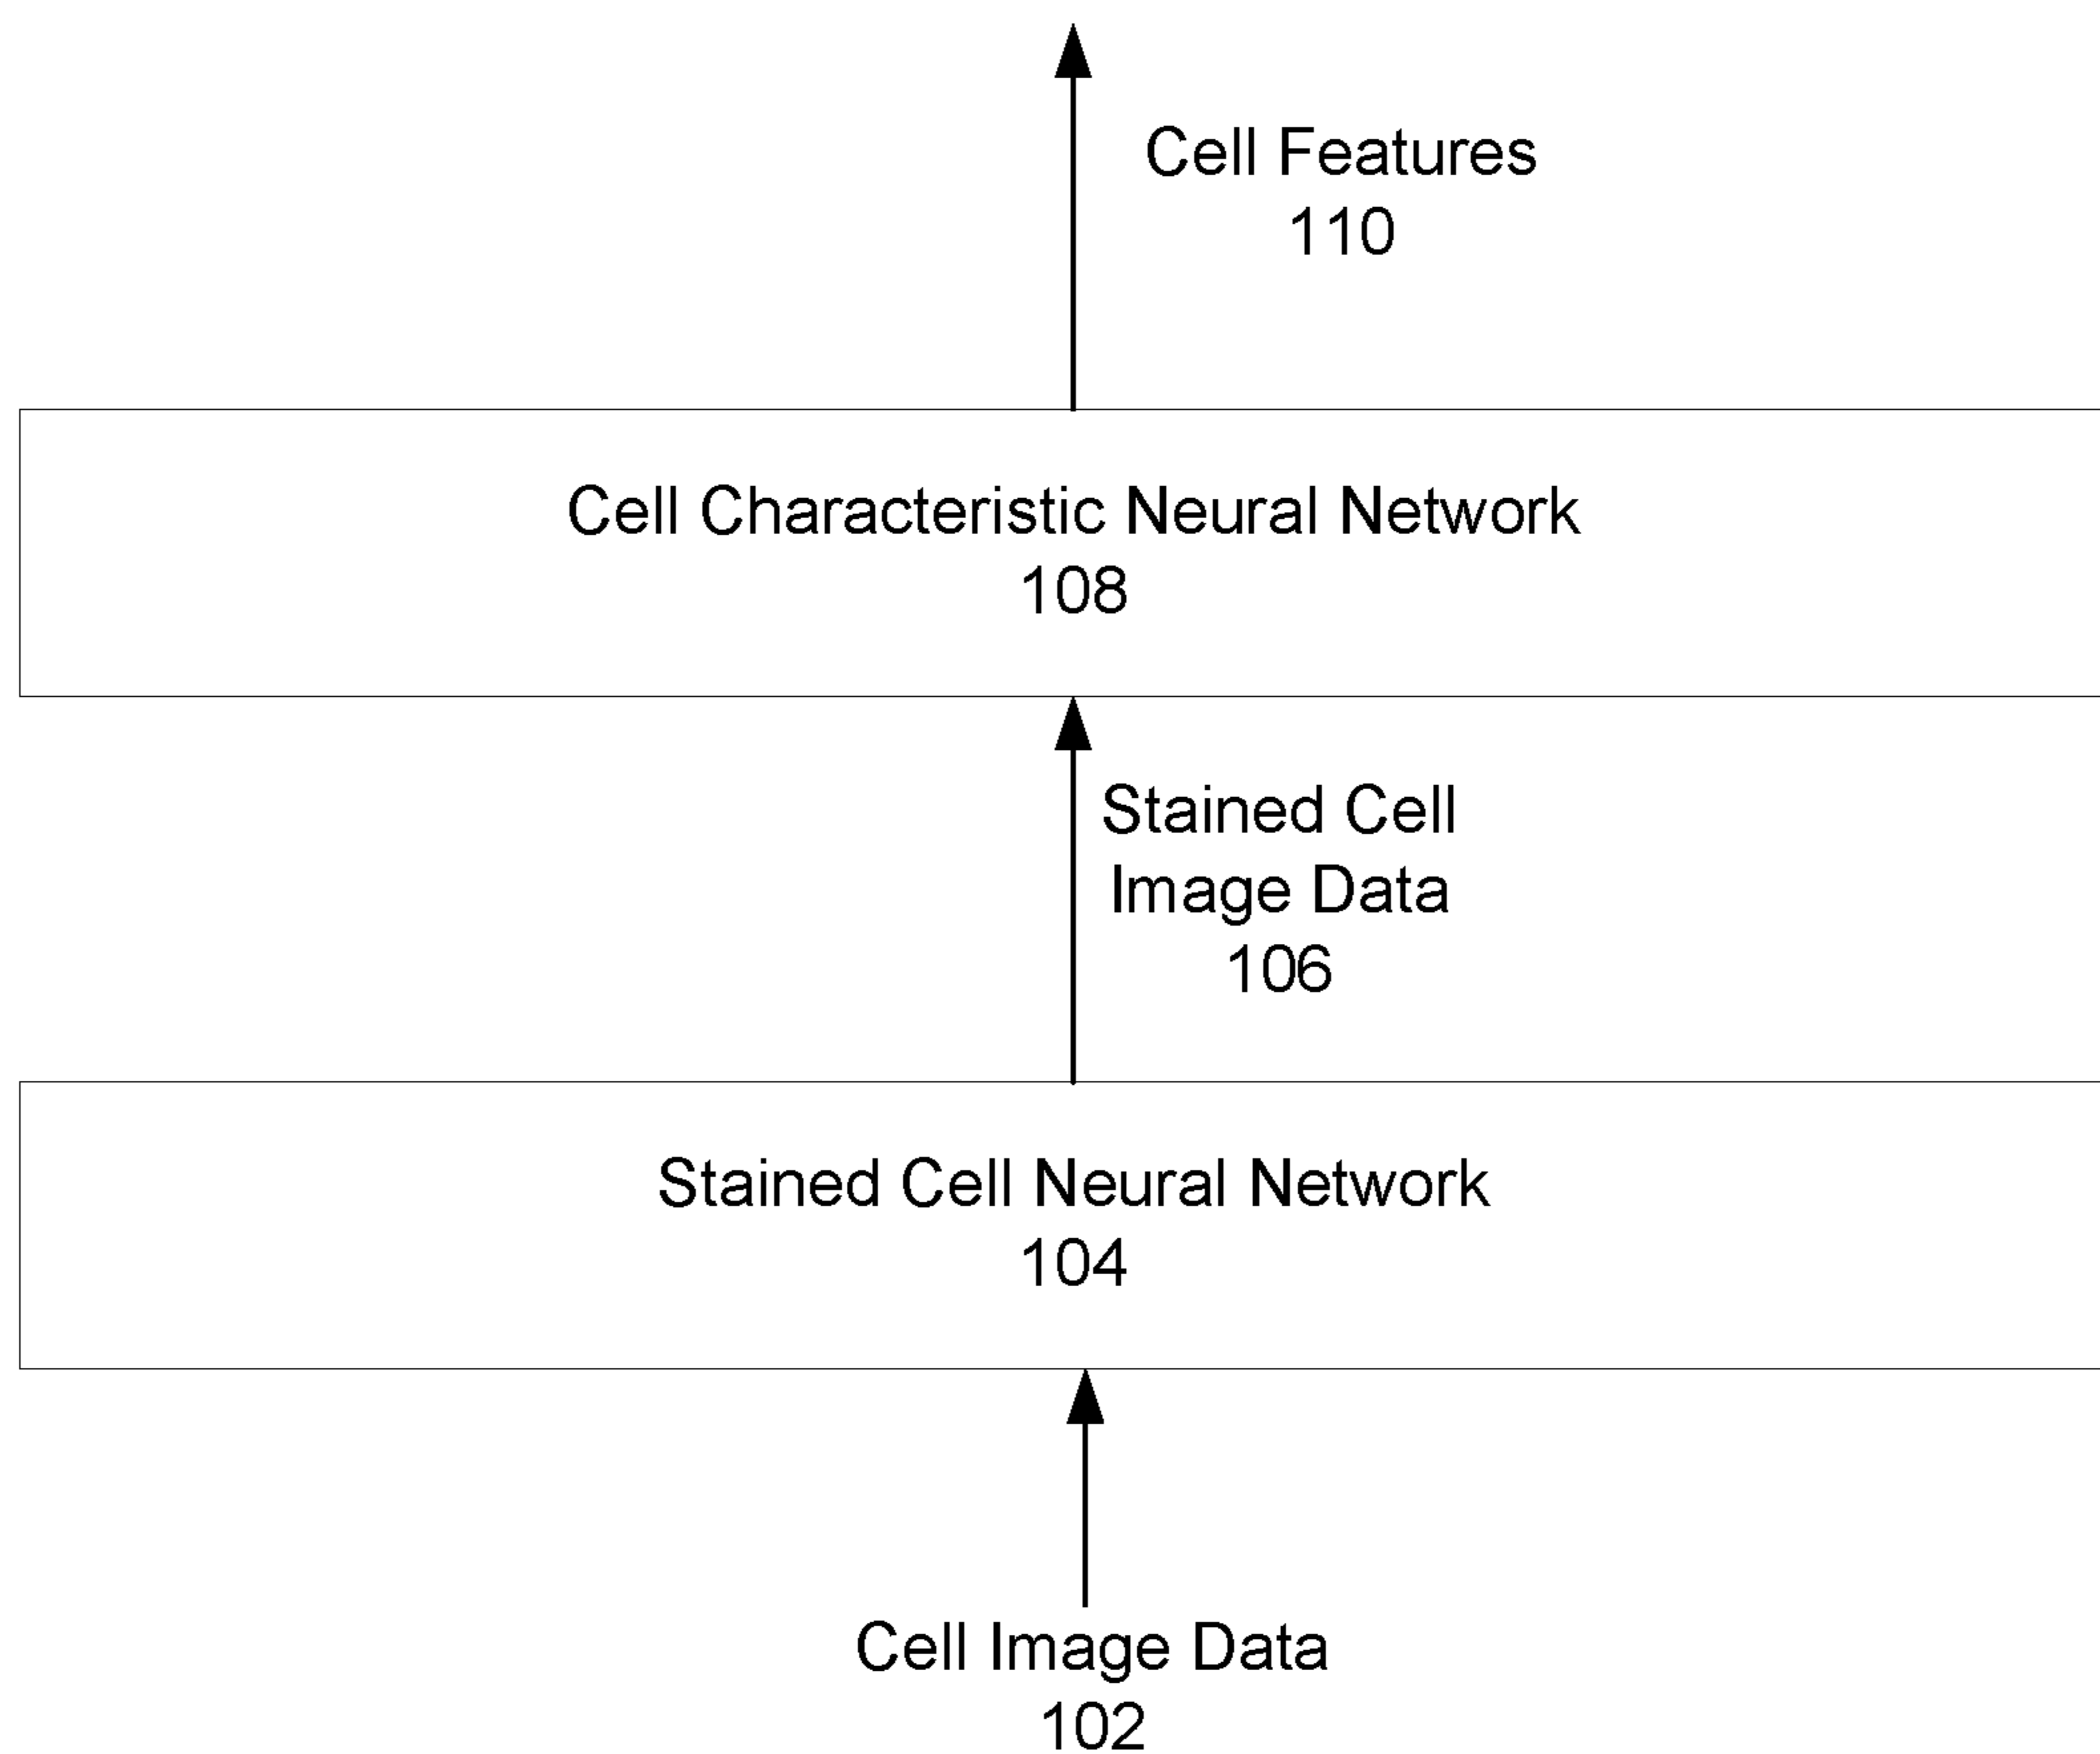 Cell Features
110
Cell Characteristic Neural Network
108
Stained Cell
Image Data
106
Stained Cell Neural Network
104
Cell Image Data
102